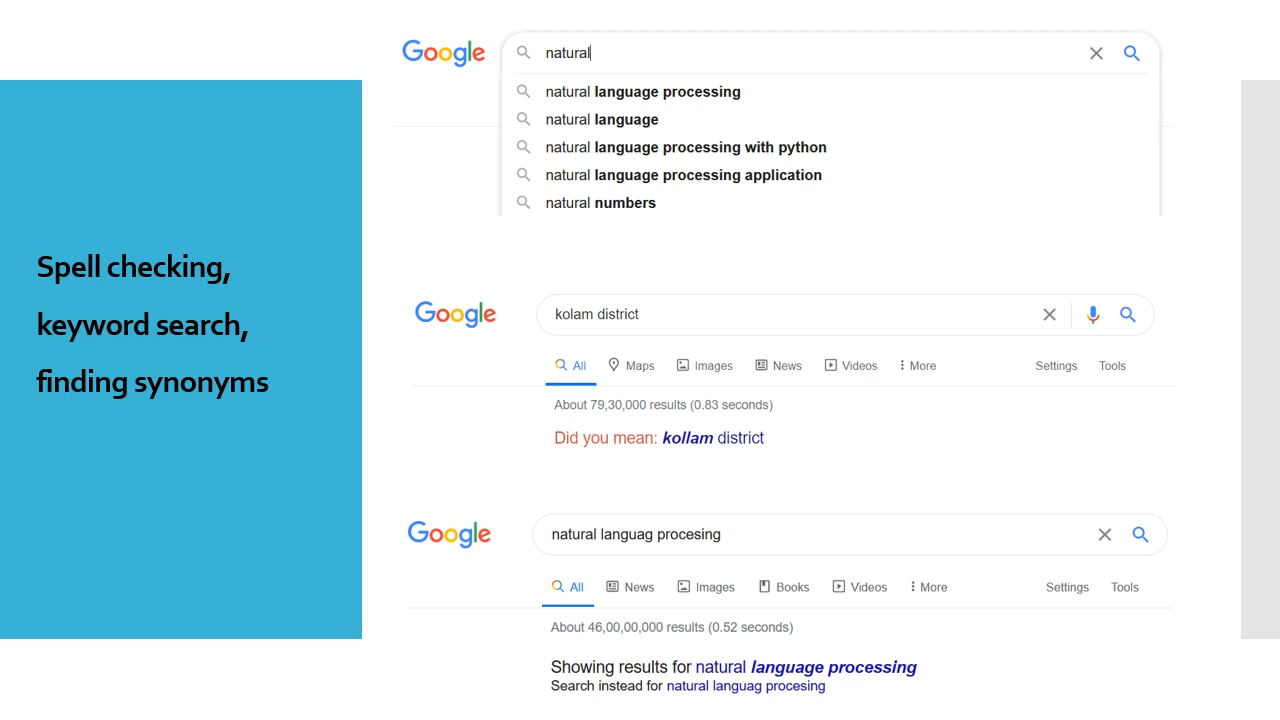 Spell checking,
keyword search,
finding synonyms
Google natural
natural language processing
natural language
natural language processing with python
natural language processing application
natural numbers
Google kolam district
All Maps Images News Videos More Settings Tools
About 79,30,000 results (0.83 seconds)
Did you mean: kollam district
Google natural languag procesing
All News Images Books Videos More Settings Tools
About 46,00,00,000 results (0.52 seconds)
Showing results for natural language processing
Search instead for natural languag procesing